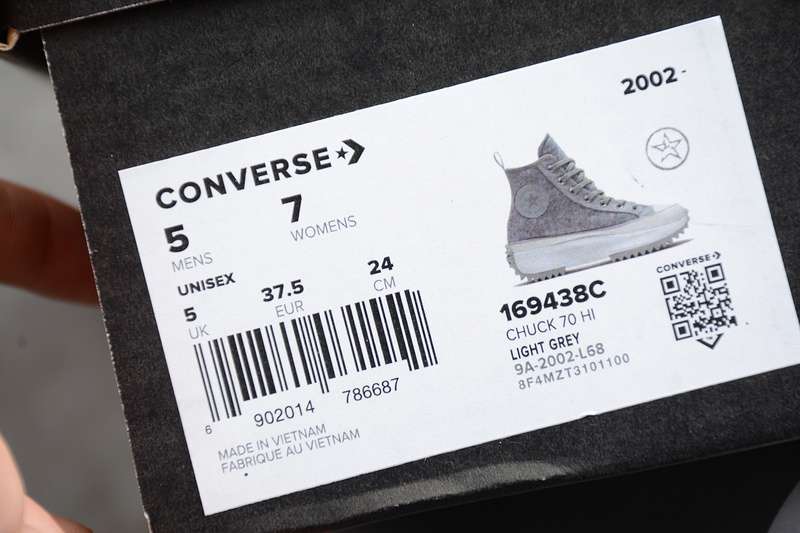 2002-
CONVERSE
5 7
MENS WOMENS
UNISEX
5 37.5 24
UK EUR CM
6 902014 786687
MADE IN VIETNAM
FABRIQUE AU VIETNAM
CONVERSE
169438C
CHUCK 70 HI
LIGHT GREY
9A-2002-L68
8F4MZT3101100